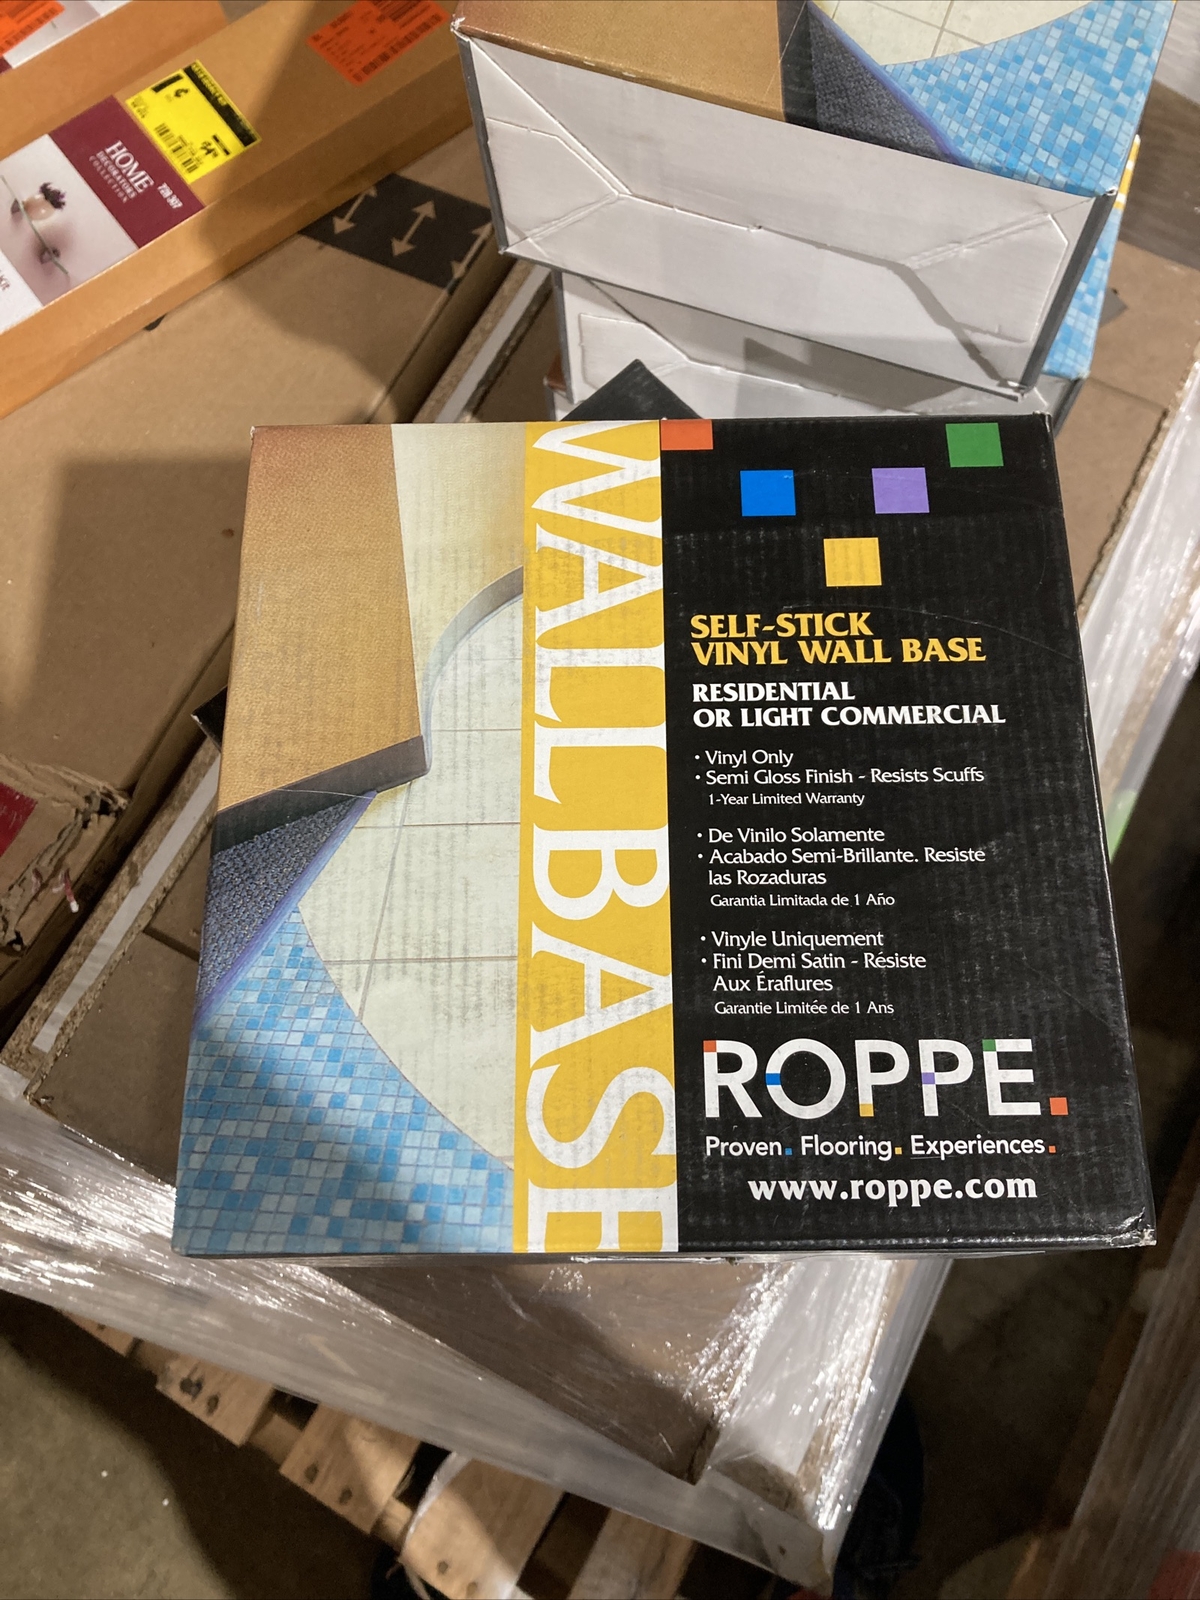 HOME
DECORATORS
COLLECTION
WALLBASE
SELF-STICK
VINYL WALL BASE
RESIDENTIAL
OR LIGHT COMMERCIAL
• Vinyl Only
• Semi Gloss Finish - Resists Scuffs
1-Year Limited Warranty
• De Vinilo Solamente
• Acabado Semi-Brillante. Resiste
las Rozaduras
Garantia Limitada de 1 Año
• Vinyle Uniquement
• Fini Demi Satin - Résiste
Aux Éraflures
Garantie Limitée de 1 Ans
ROPPE.
Proven. Flooring. Experiences.
www.roppe.com